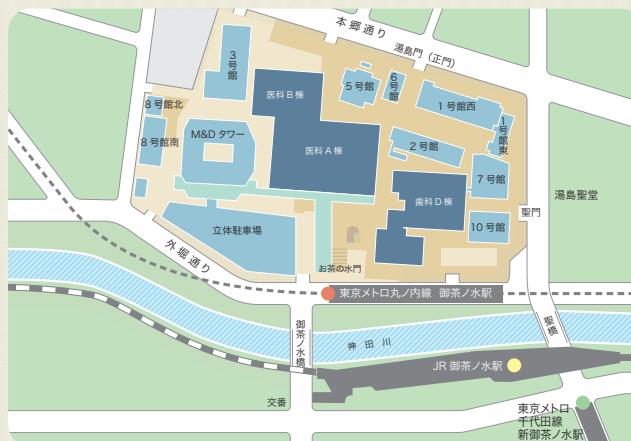 本郷通り
湯島門（正門）
3号館
医科B棟
5号館
6号館
1号館西
8号館北
M&Dタワー
1号館東
8号館南
医科A棟
2号館
7号館
歯科D棟
湯島聖堂
聖門
立体駐車場
10号館
外堀通り
お茶の水門
東京メトロ丸ノ内線 御茶ノ水駅
御茶ノ水橋
神田川
聖橋
JR 御茶ノ水駅
交番
東京メトロ
千代田線
新御茶ノ水駅